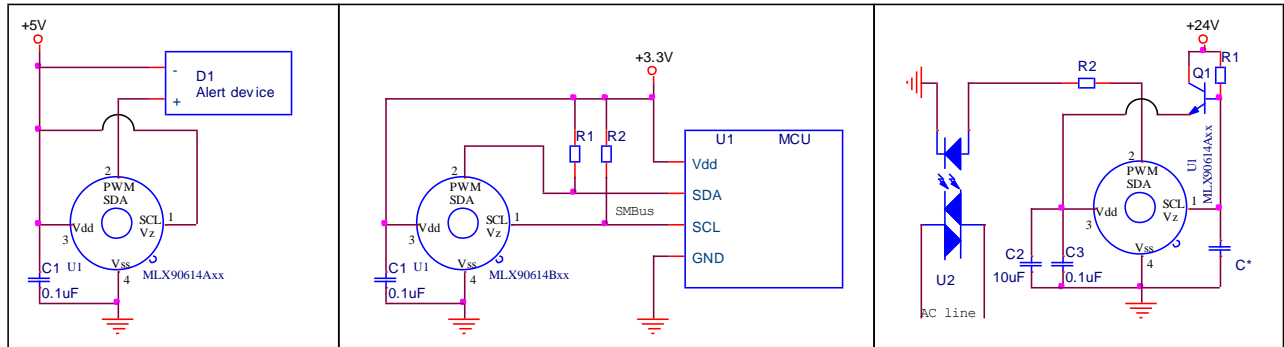 +5V
-
D1
Alert device
+
2
PWM
SDA
SCL
Vz
1
Vdd
3
Vss
4
C1
0.1uF
U1
MLX90614Axx
+3.3V
R1
R2
U1
MCU
Vdd
SDA
SMBus
SCL
GND
2
PWM
SDA
SCL
Vz
1
Vdd
3
Vss
4
C1
0.1uF
U1
MLX90614Bxx
+24V
R2
Q1
R1
U1
MLX90614Axx
2
PWM
SDA
SCL
Vz
1
Vdd
3
Vss
4
C2
10uF
C3
0.1uF
C*
U2
AC line